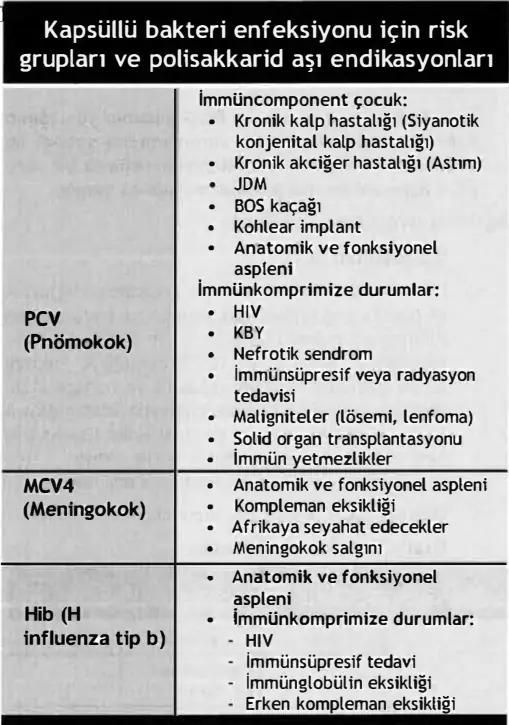 Kapsüllü bakteri enfeksiyonu için risk
grupları ve polisakkarid aşı endikasyonları
PCV
(Pnömokok)
İmmüncomponent çocuk:
• Kronik kalp hastalığı (Siyanotik
konjenital kalp hastalığı)
• Kronik akciğer hastalığı (Astım)
• JDM
• BOS kaçağı
• Kohlear implant
• Anatomik ve fonksiyonel
aspleni
İmmünkomprimize durumlar:
• HIV
• KBY
• Nefrotik sendrom
• İmmünsüpresif veya radyasyon
tedavisi
• Maligniteler (lösemi, lenfoma)
• Solid organ transplantasyonu
• İmmün yetmezlikler
MCV4
(Meningokok)
• Anatomik ve fonksiyonel aspleni
• Kompleman eksikliği
• Afrikaya seyahat edecekler
• Meningokok salgını
Hib (H
influenza tip b)
• Anatomik ve fonksiyonel
aspleni
• İmmünkomprimize durumlar:
- HIV
- İmmünsüpresif tedavi
- İmmünglobülin eksikliği
- Erken kompleman eksikliği